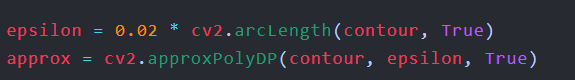 epsilon = 0.02 * cv2.arcLength(contour, True)
approx = cv2.approxPolyDP(contour, epsilon, True)